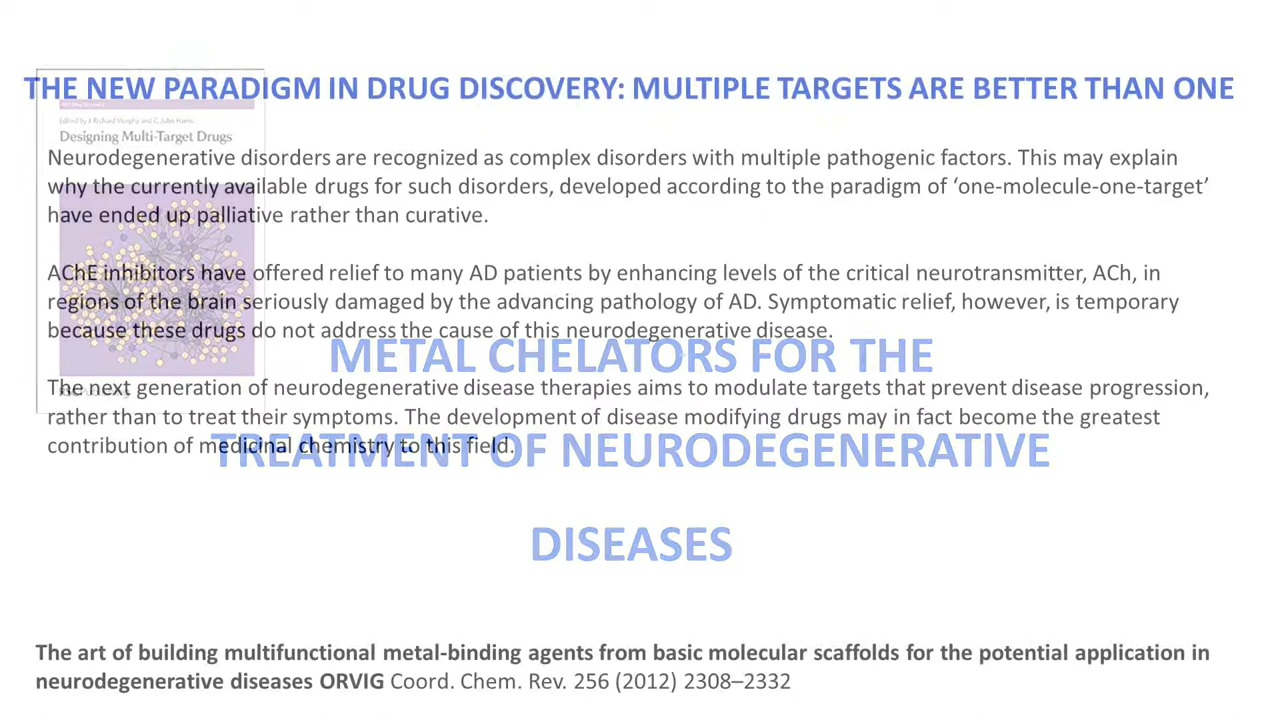 THE NEW PARADIGM IN DRUG DISCOVERY: MULTIPLE TARGETS ARE BETTER THAN ONE
Edited by J. Richard Morphy and C. John Harris
Designing Multi-Target Drugs
Neurodegenerative disorders are recognized as complex disorders with multiple pathogenic factors. This may explain
why the currently available drugs for such disorders, developed according to the paradigm of ‘one-molecule-one-target’
have ended up palliative rather than curative.
AChE inhibitors have offered relief to many AD patients by enhancing levels of the critical neurotransmitter, ACh, in
regions of the brain seriously damaged by the advancing pathology of AD. Symptomatic relief, however, is temporary
because these drugs do not address the cause of this neurodegenerative disease.
METAL CHELATORS FOR THE
The next generation of neurodegenerative disease therapies aims to modulate targets that prevent disease progression,
rather than to treat their symptoms. The development of disease modifying drugs may in fact become the greatest
contribution of medicinal chemistry to this field.
TREATMENT OF NEURODEGENERATIVE
DISEASES
The art of building multifunctional metal-binding agents from basic molecular scaffolds for the potential application in
neurodegenerative diseases ORVIG Coord. Chem. Rev. 256 (2012) 2308–2332